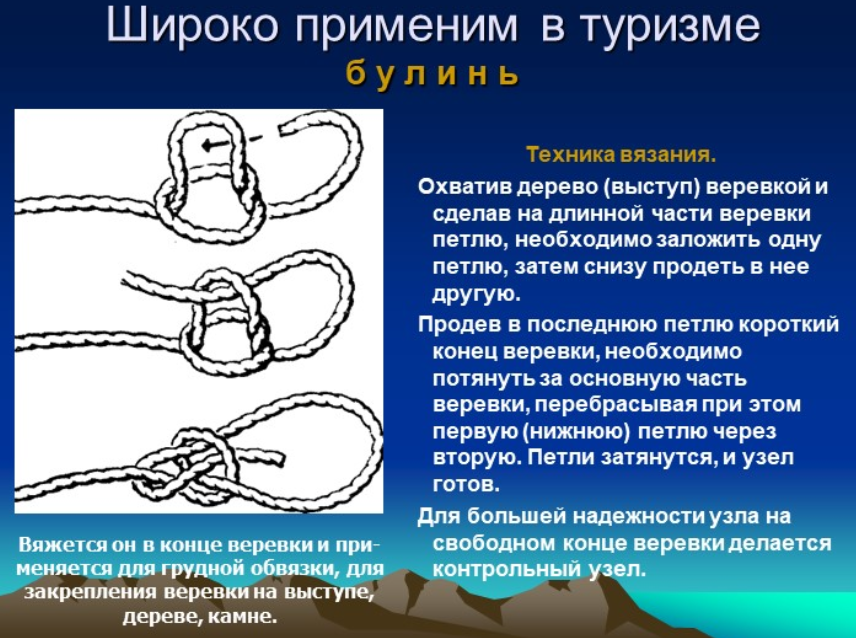 Широко применим в туризме
булинь
Техника вязания.
Охватив дерево (выступ) веревкой и
сделав на длинной части веревки
петлю, необходимо заложить одну
петлю, затем снизу продеть в нее
другую.
Продев в последнюю петлю короткий
конец веревки, необходимо
потянуть за основную часть
веревки, перебрасывая при этом
первую (нижнюю) петлю через
вторую. Петли затянутся, и узел
готов.
Для большей надежности узла на
свободном конце веревки делается
контрольный узел.
Вяжется он в конце веревки и при-
меняется для грудной обвязки, для
закрепления веревки на выступе,
дереве, камне.